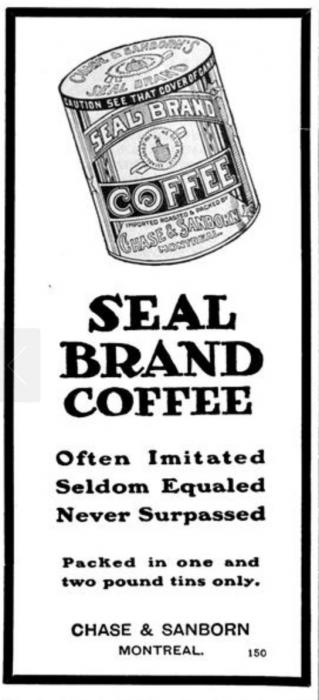 CHASE & SANBORN'S
SEAL BRAND
CAUTION SEE THAT COVER OF CAN
SEAL BRAND
COFFEE
IMPORTED ROASTED & PACKED BY
CHASE & SANBORN
MONTREAL.
SEAL
BRAND
COFFEE
Often Imitated
Seldom Equaled
Never Surpassed
Packed in one and
two pound tins only.
CHASE & SANBORN
MONTREAL.
150